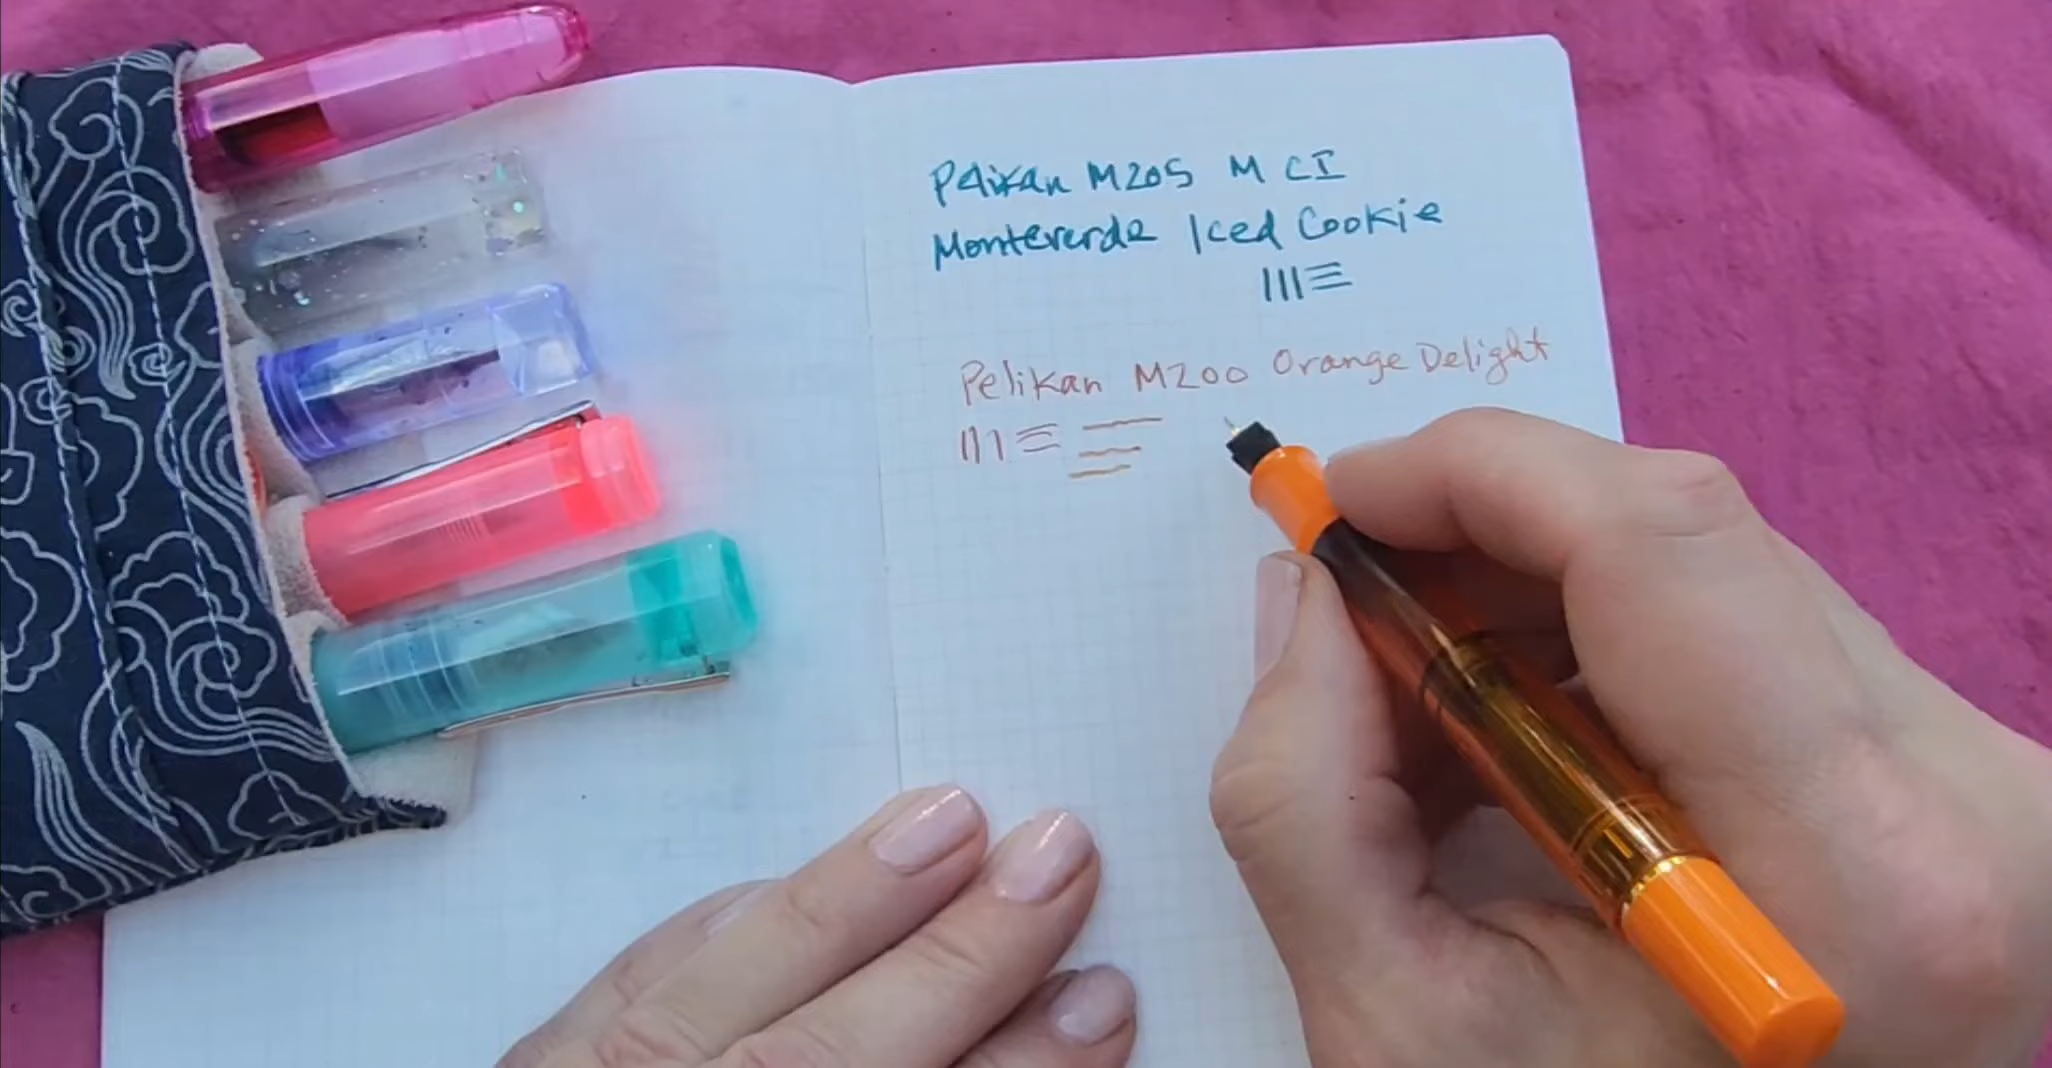 Pelikan M205 M CI
Monteverde Iced Cookie
Pelikan M200 Orange Delight